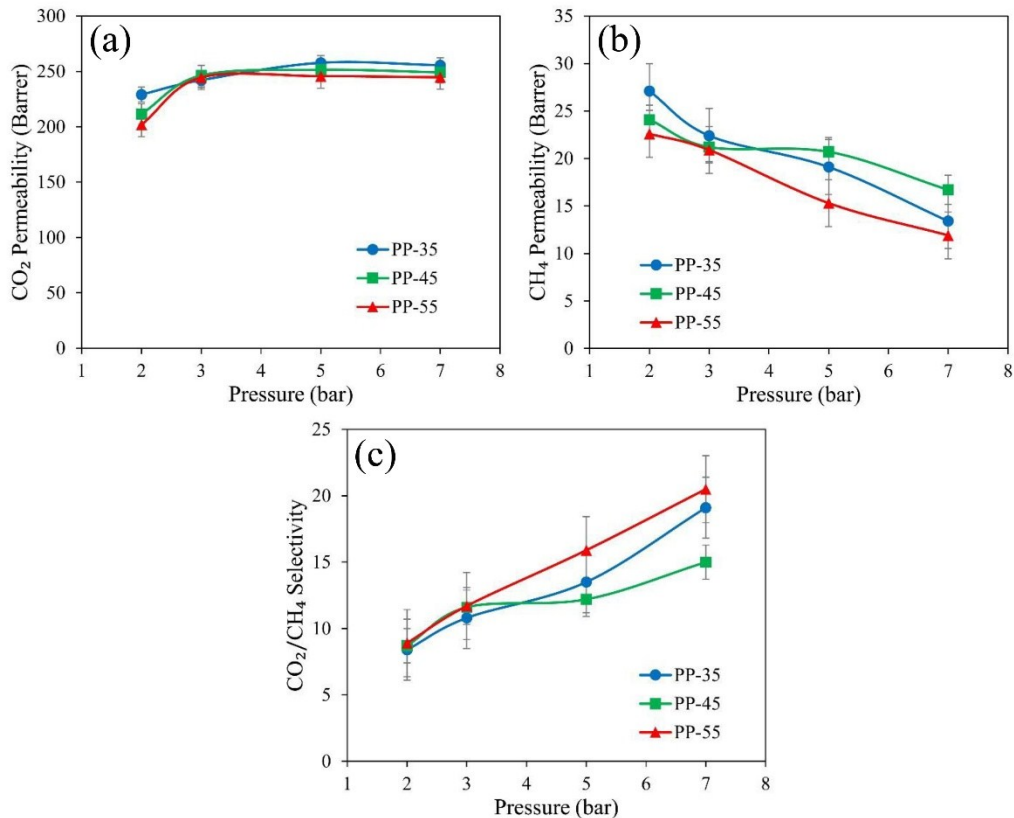 (a)
300
250
200
150
100
50
0
CO₂ Permeability (Barrer)
PP-35
PP-45
PP-55
1 2 3 4 5 6 7 8
Pressure (bar)
(b)
35
30
25
20
15
10
5
0
CH₄ Permeability (Barrer)
PP-35
PP-45
PP-55
1 2 3 4 5 6 7 8
Pressure (bar)
(c)
25
20
15
10
5
0
CO₂/CH₄ Selectivity
PP-35
PP-45
PP-55
1 2 3 4 5 6 7 8
Pressure (bar)